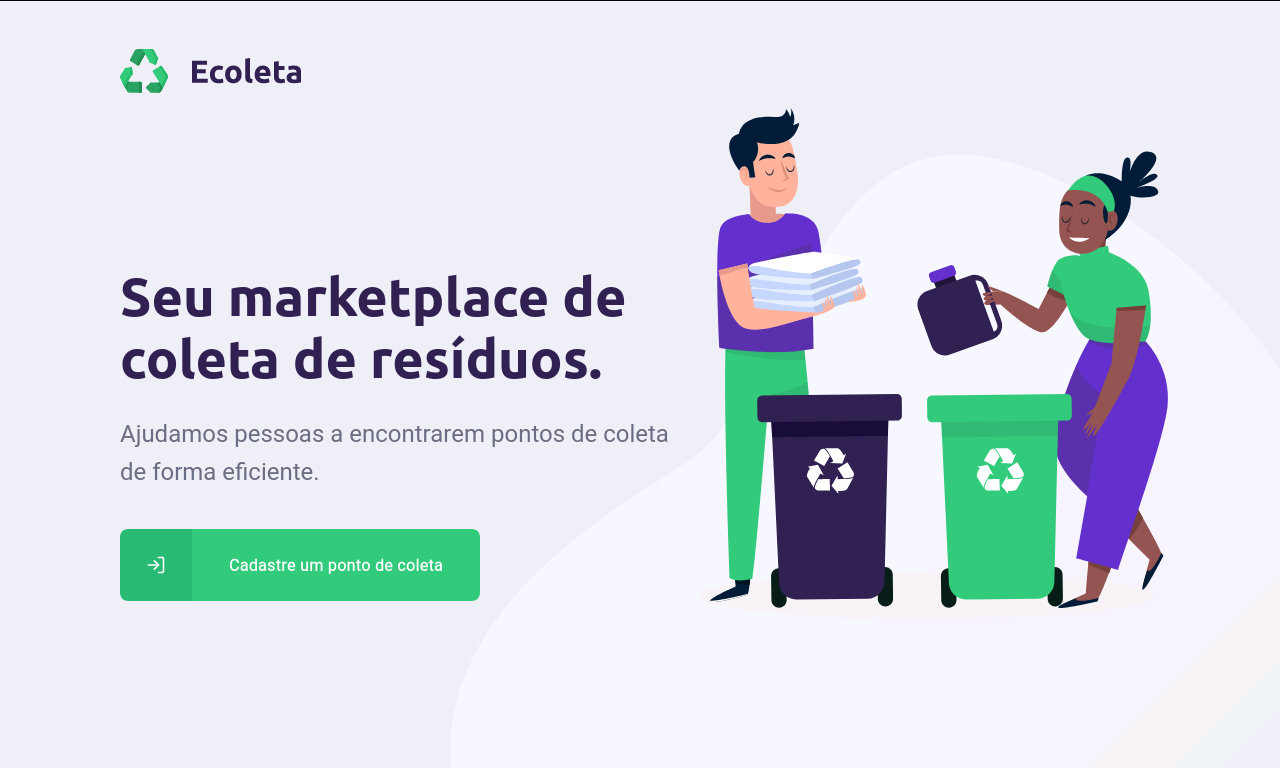 Ecoleta
Seu marketplace de
coleta de resíduos.
Ajudamos pessoas a encontrarem pontos de coleta
de forma eficiente.
Cadastre um ponto de coleta